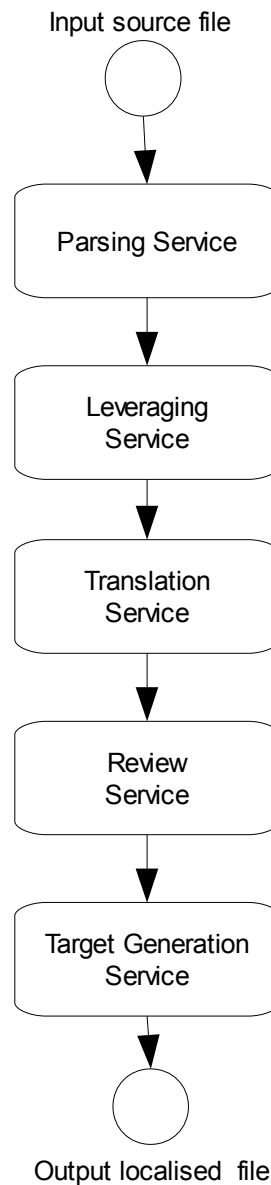 Input source file
Parsing Service
Leveraging
Service
Translation
Service
Review
Service
Target Generation
Service
Output localised file